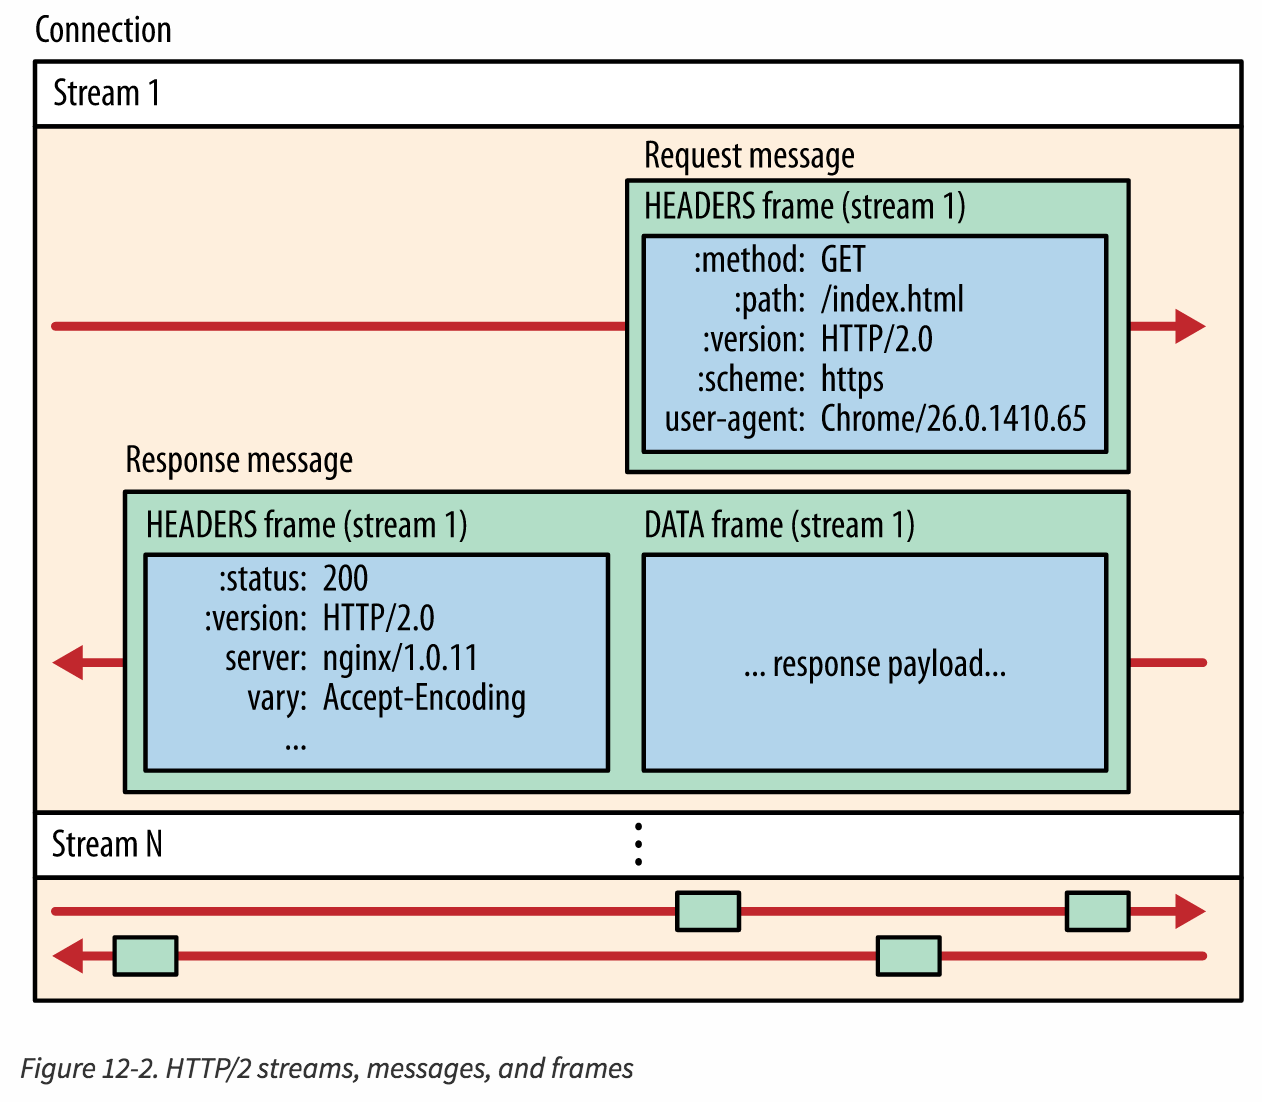 Connection
Stream 1
Request message
HEADERS frame (stream 1)
:method: GET
:path: /index.html
:version: HTTP/2.0
:scheme: https
user-agent: Chrome/26.0.1410.65
Response message
HEADERS frame (stream 1)
:status: 200
:version: HTTP/2.0
server: nginx/1.0.11
vary: Accept-Encoding
...
DATA frame (stream 1)
... response payload...
Stream N
Figure 12-2. HTTP/2 streams, messages, and frames